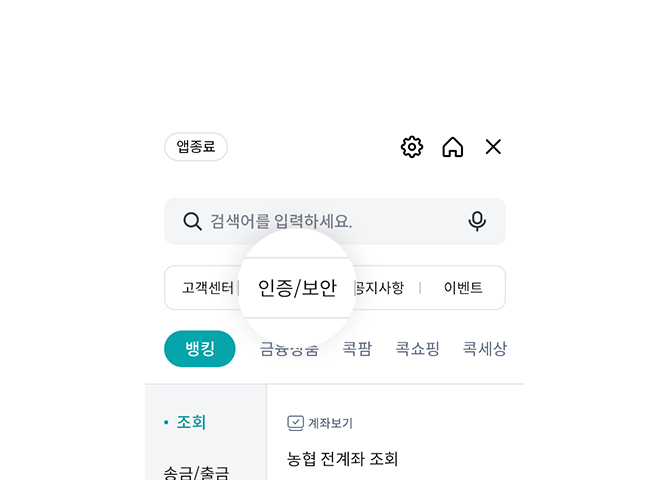 앱종료
검색어를 입력하세요.
고객센터 | 인증/보안 공지사항 | 이벤트
뱅킹 금융상품 콕팜 콕쇼핑 콕세상
• 조회 계좌보기
농협 전계좌 조회
송금/출금